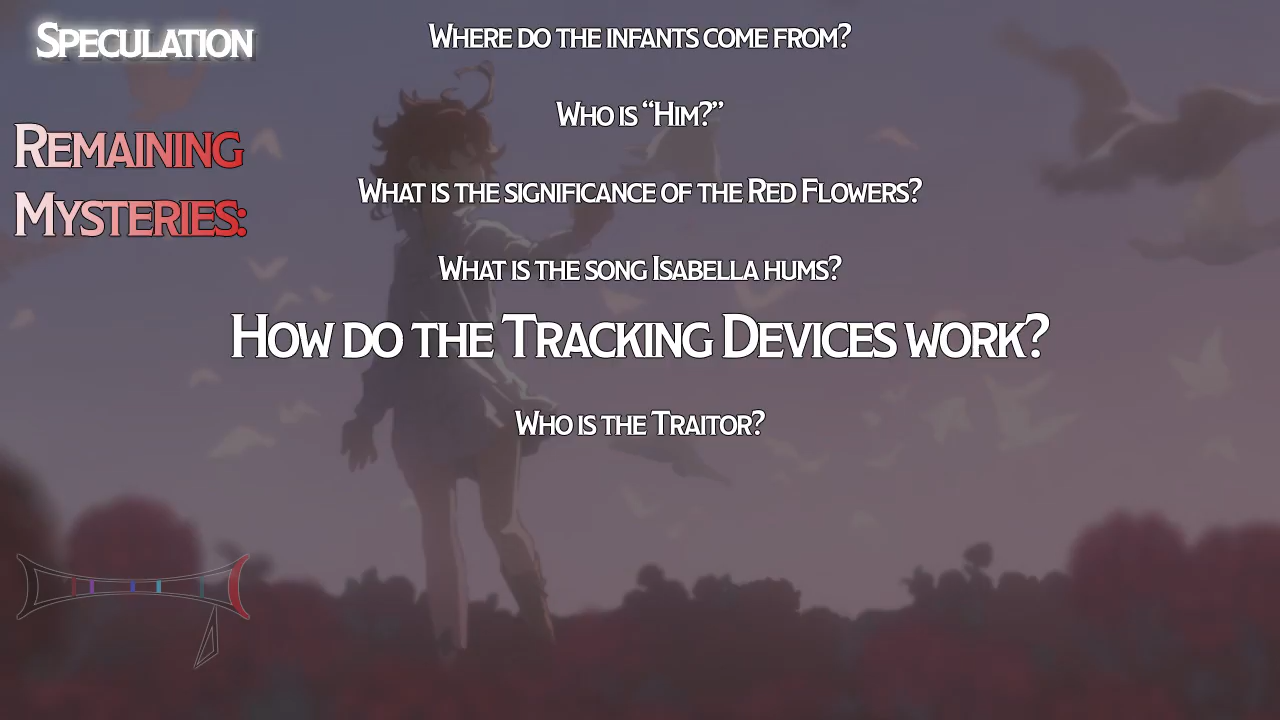 Speculation
Remaining
Mysteries:
Where do the infants come from?
Who is “Him?”
What is the significance of the Red Flowers?
What is the song Isabella hums?
How do the Tracking Devices work?
Who is the Traitor?